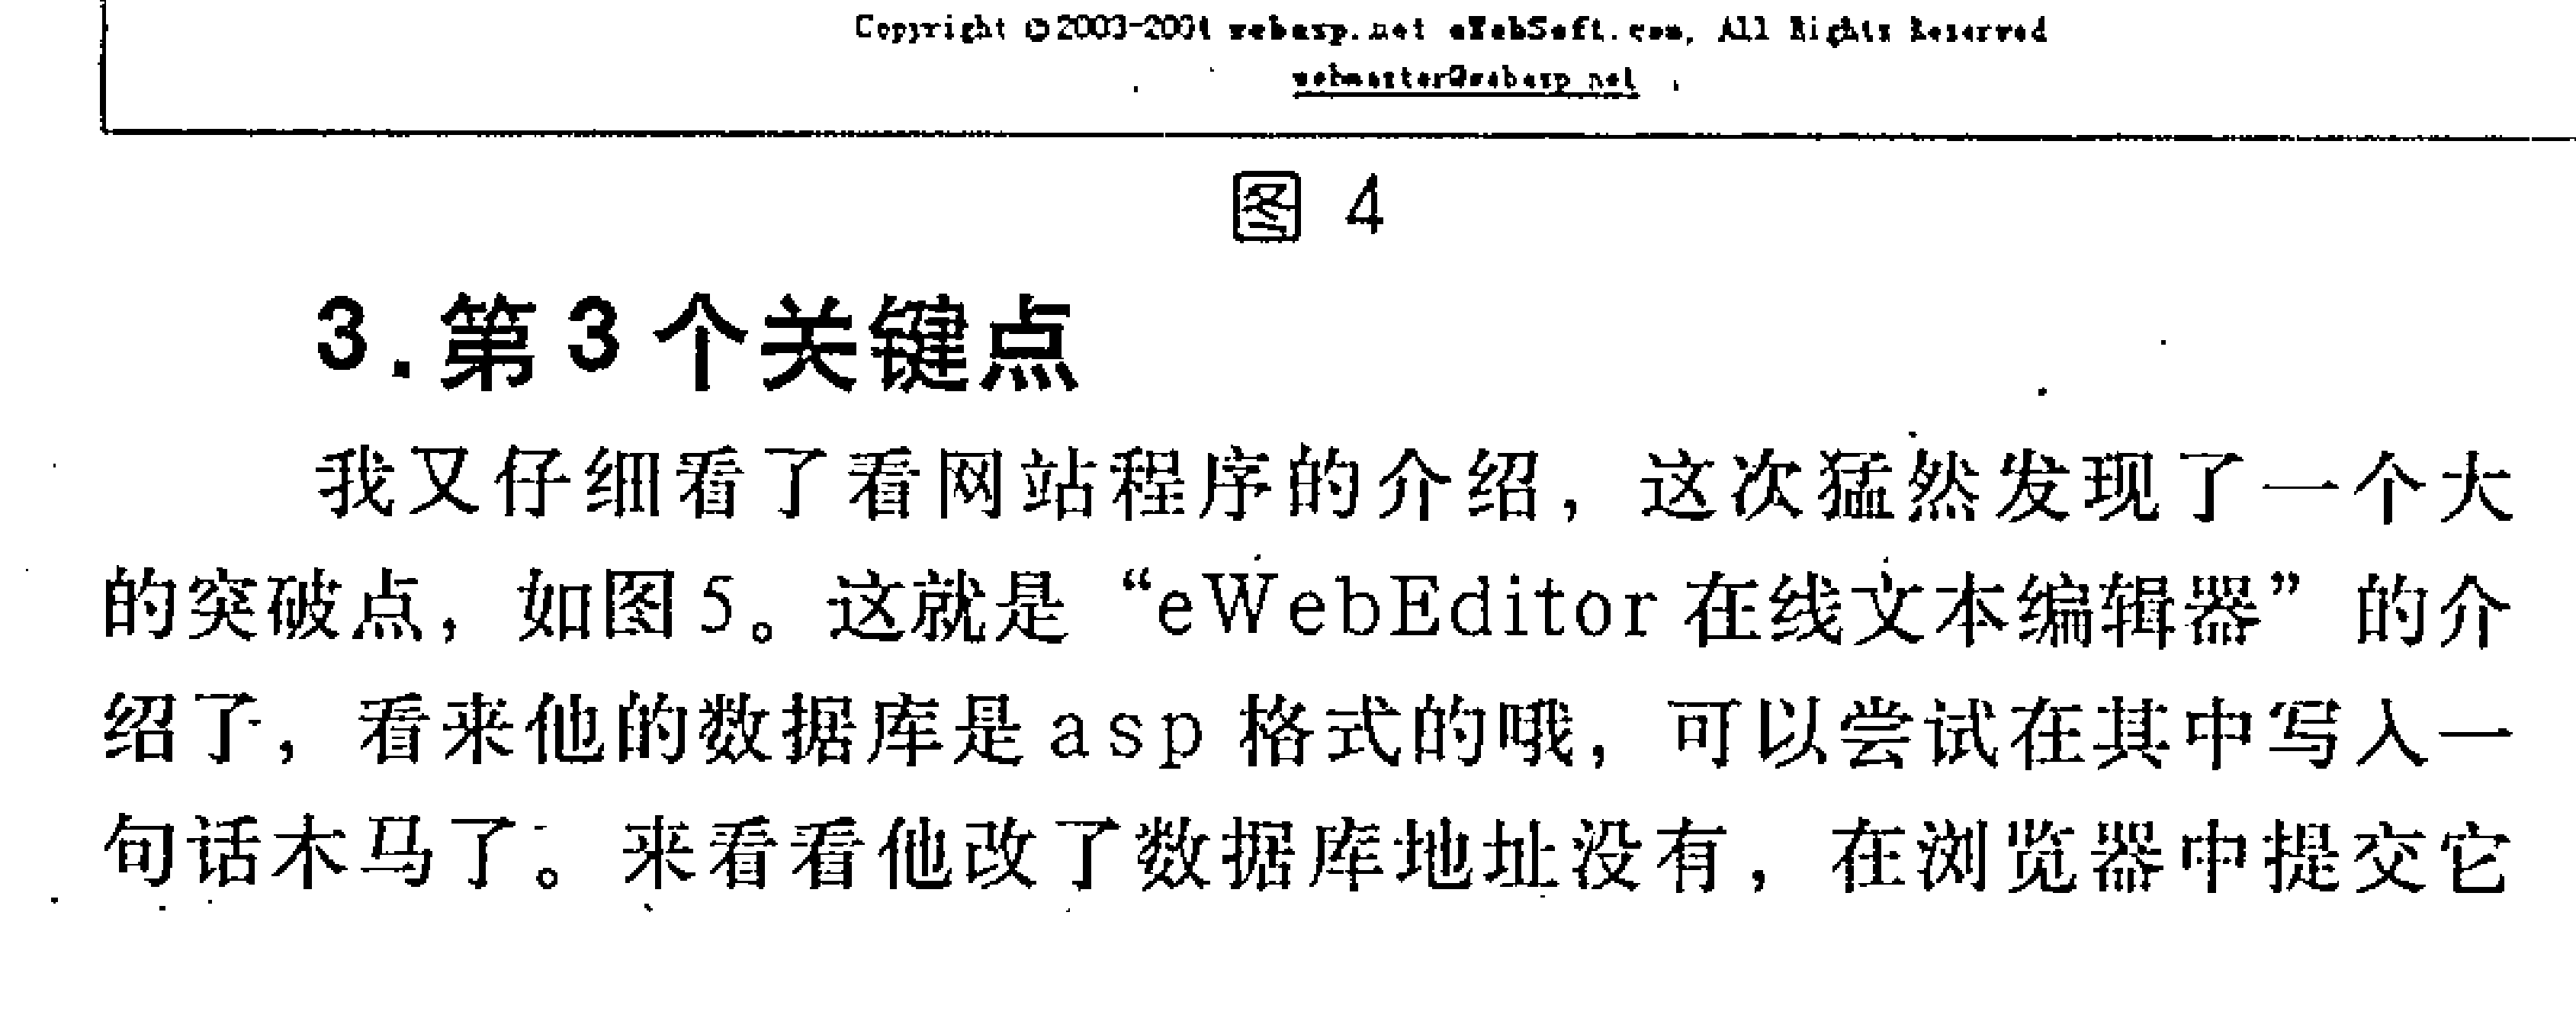 Copyright ©2003-2004 webasp.net eWebSoft.com, All Rights Reserved
webmaster@webasp.net
图 4
3.第3个关键点
我又仔细看了看网站程序的介绍，这次猛然发现了一个大
的突破点，如图5。这就是“eWebEditor在线文本编辑器”的介
绍了，看来他的数据库是asp格式的哦，可以尝试在其中写入一
句话木马了。来看看他改了数据库地址没有，在浏览器中提交它